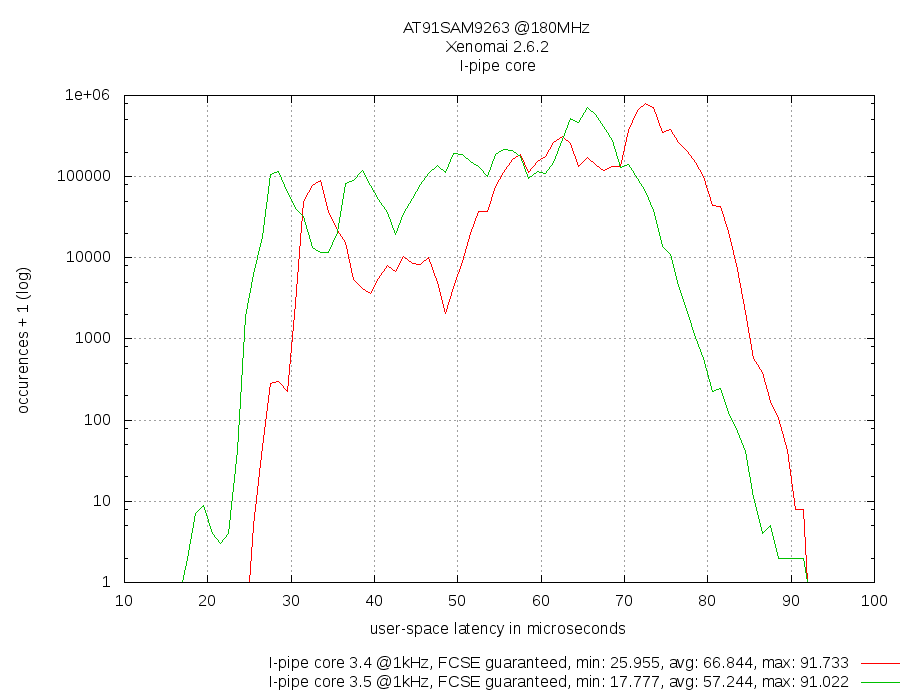 AT91SAM9263 @180MHz
Xenomai 2.6.2
I-pipe core
1e+06
100000
10000
1000
100
10
1
occurences + 1 (log)
10 20 30 40 50 60 70 80 90 100
user-space latency in microseconds
I-pipe core 3.4 @1kHz, FCSE guaranteed, min: 25.955, avg: 66.844, max: 91.733
I-pipe core 3.5 @1kHz, FCSE guaranteed, min: 17.777, avg: 57.244, max: 91.022